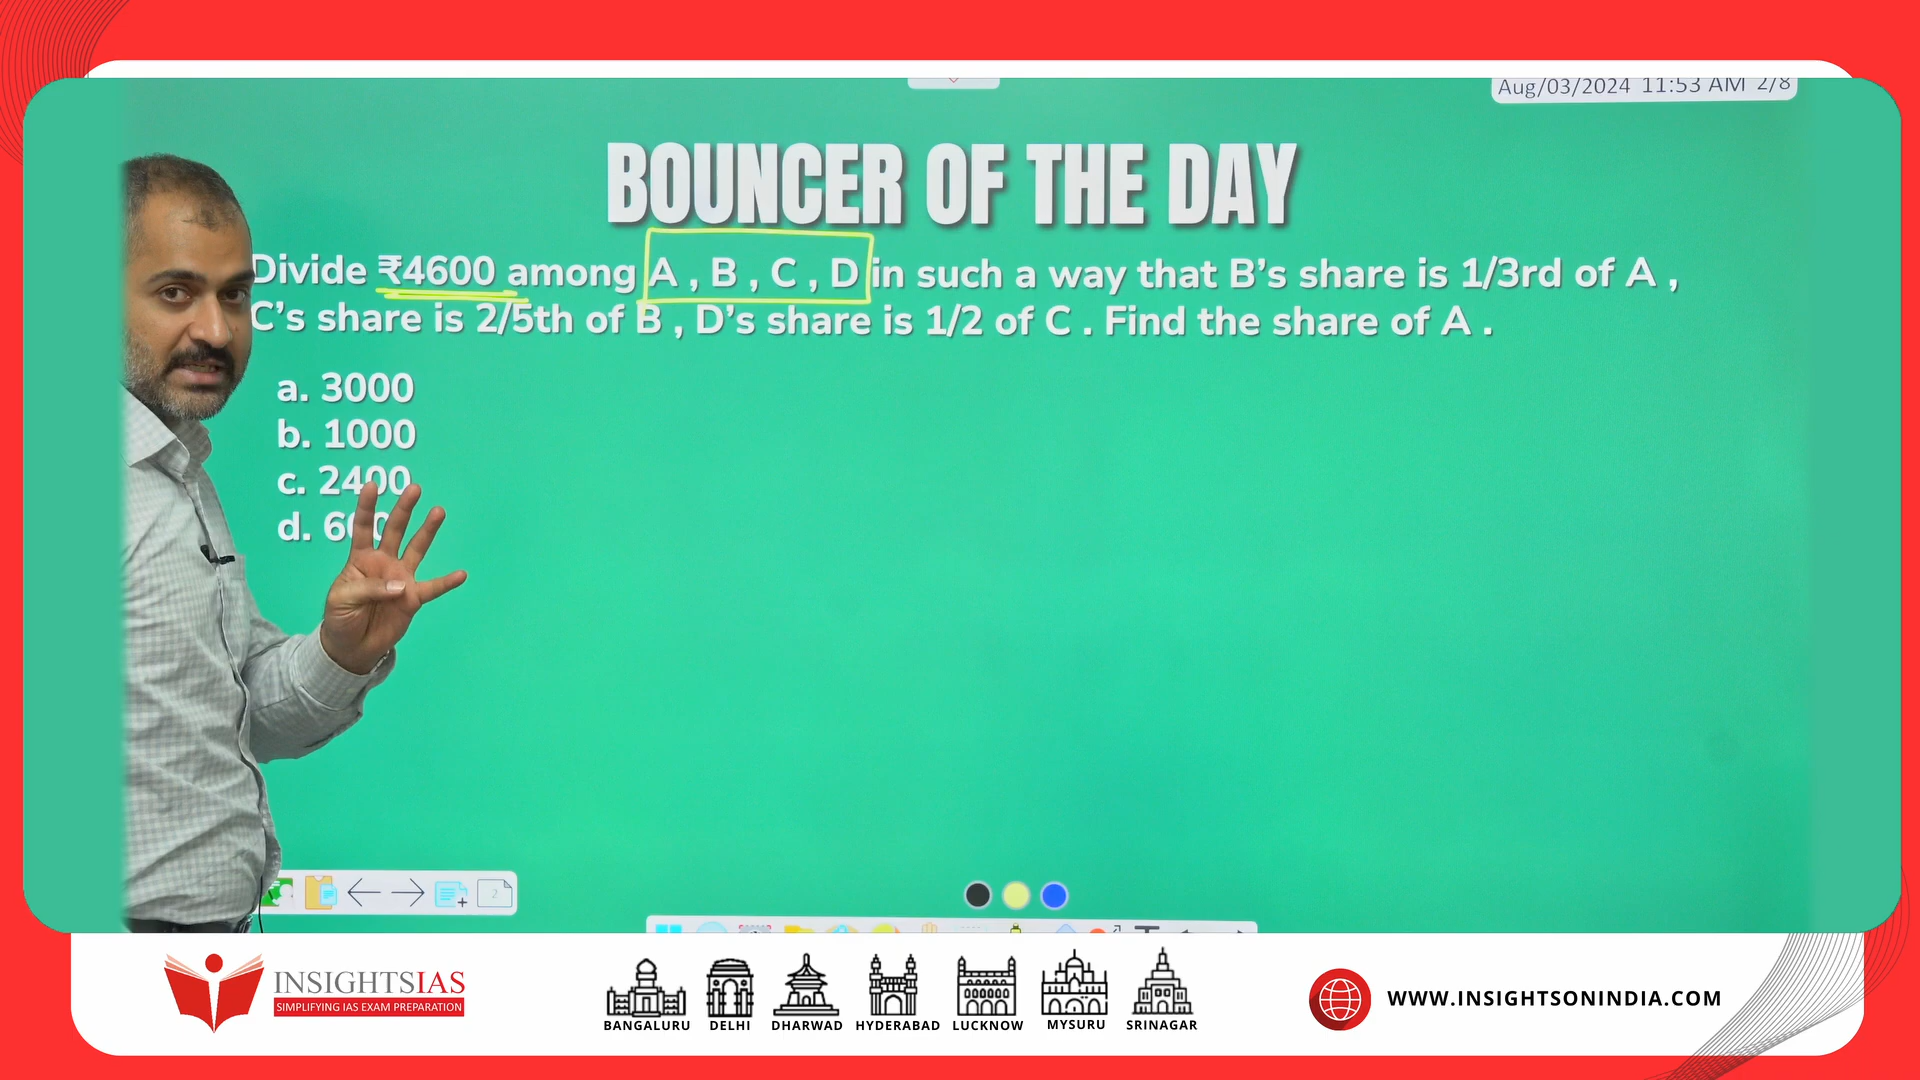 Aug/03/2024 11:53 AM 2/8
BOUNCER OF THE DAY
Divide ₹4600 among A , B , C , D in such a way that B’s share is 1/3rd of A ,
C’s share is 2/5th of B , D’s share is 1/2 of C . Find the share of A .
a. 3000
b. 1000
c. 2400
d.
2
INSIGHTSIAS
SIMPLIFYING IAS EXAM PREPARATION
BANGALURU DELHI DHARWAD HYDERABAD LUCKNOW MYSURU SRINAGAR
WWW.INSIGHTSONINDIA.COM